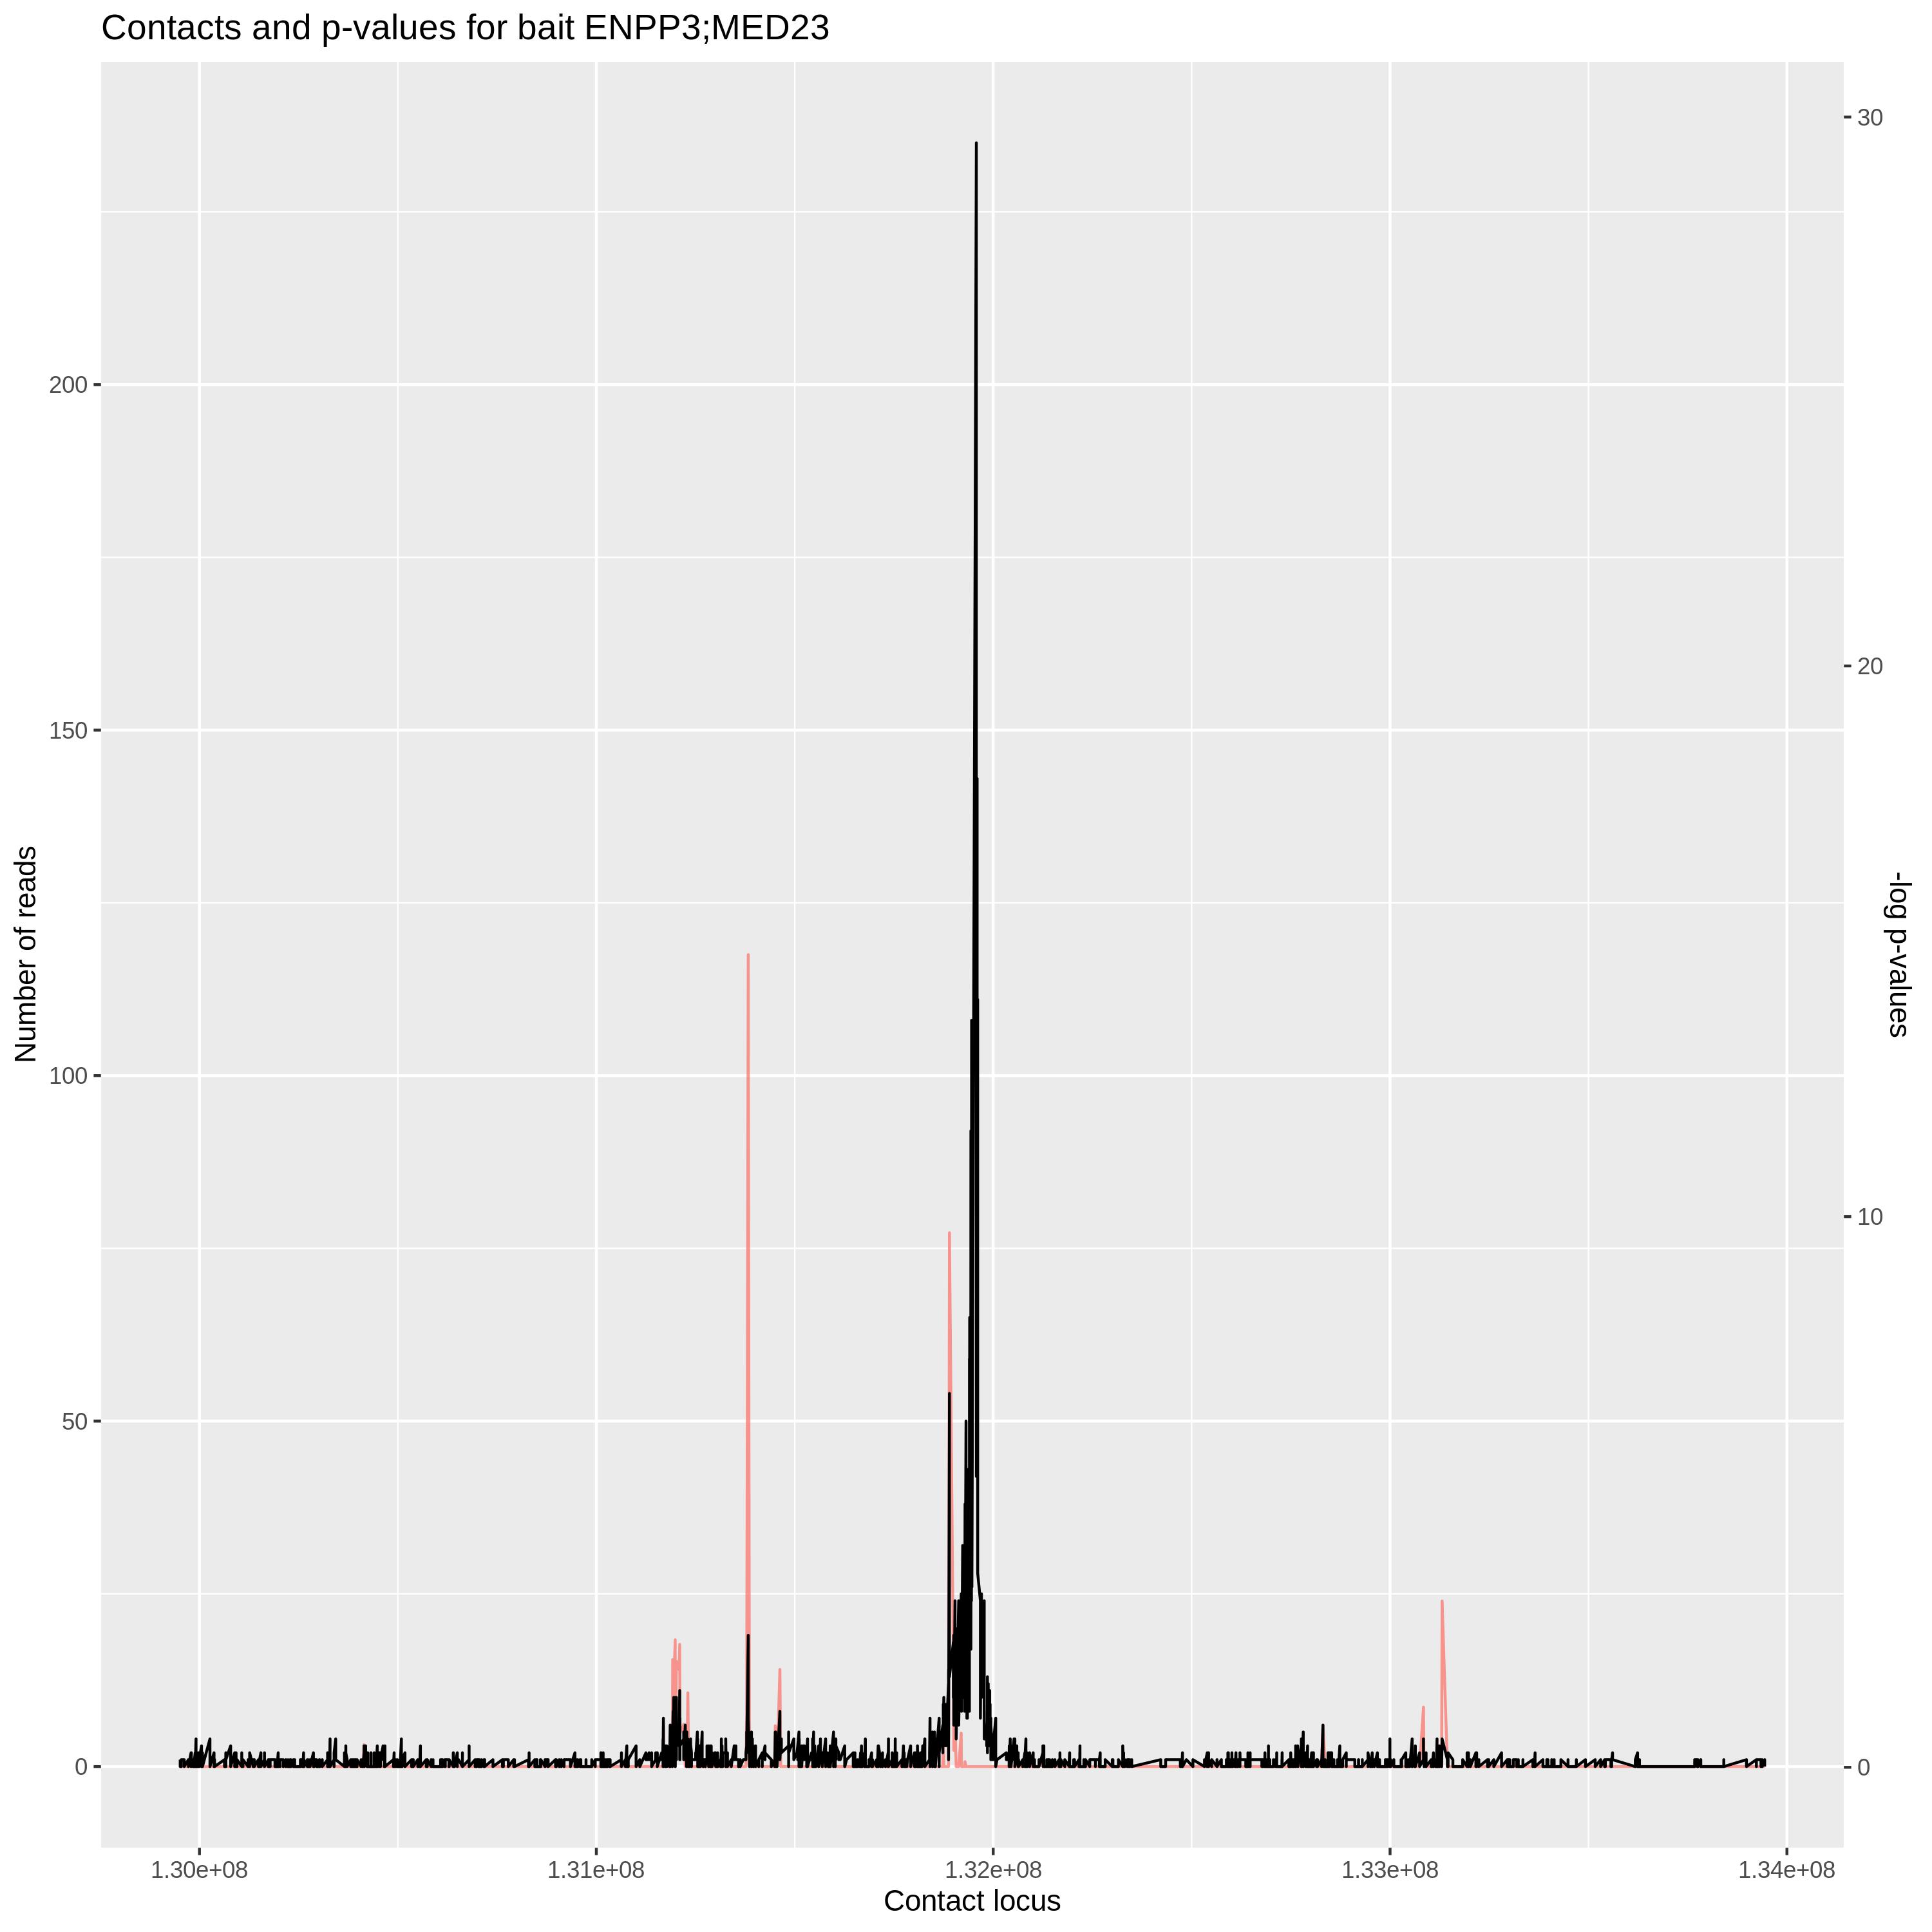 Contacts and p-values for bait ENPP3;MED23
Number of reads
200
150
100
50
0
30
20
10
0
-log p-values
1.30e+08
1.31e+08
1.32e+08
1.33e+08
1.34e+08
Contact locus